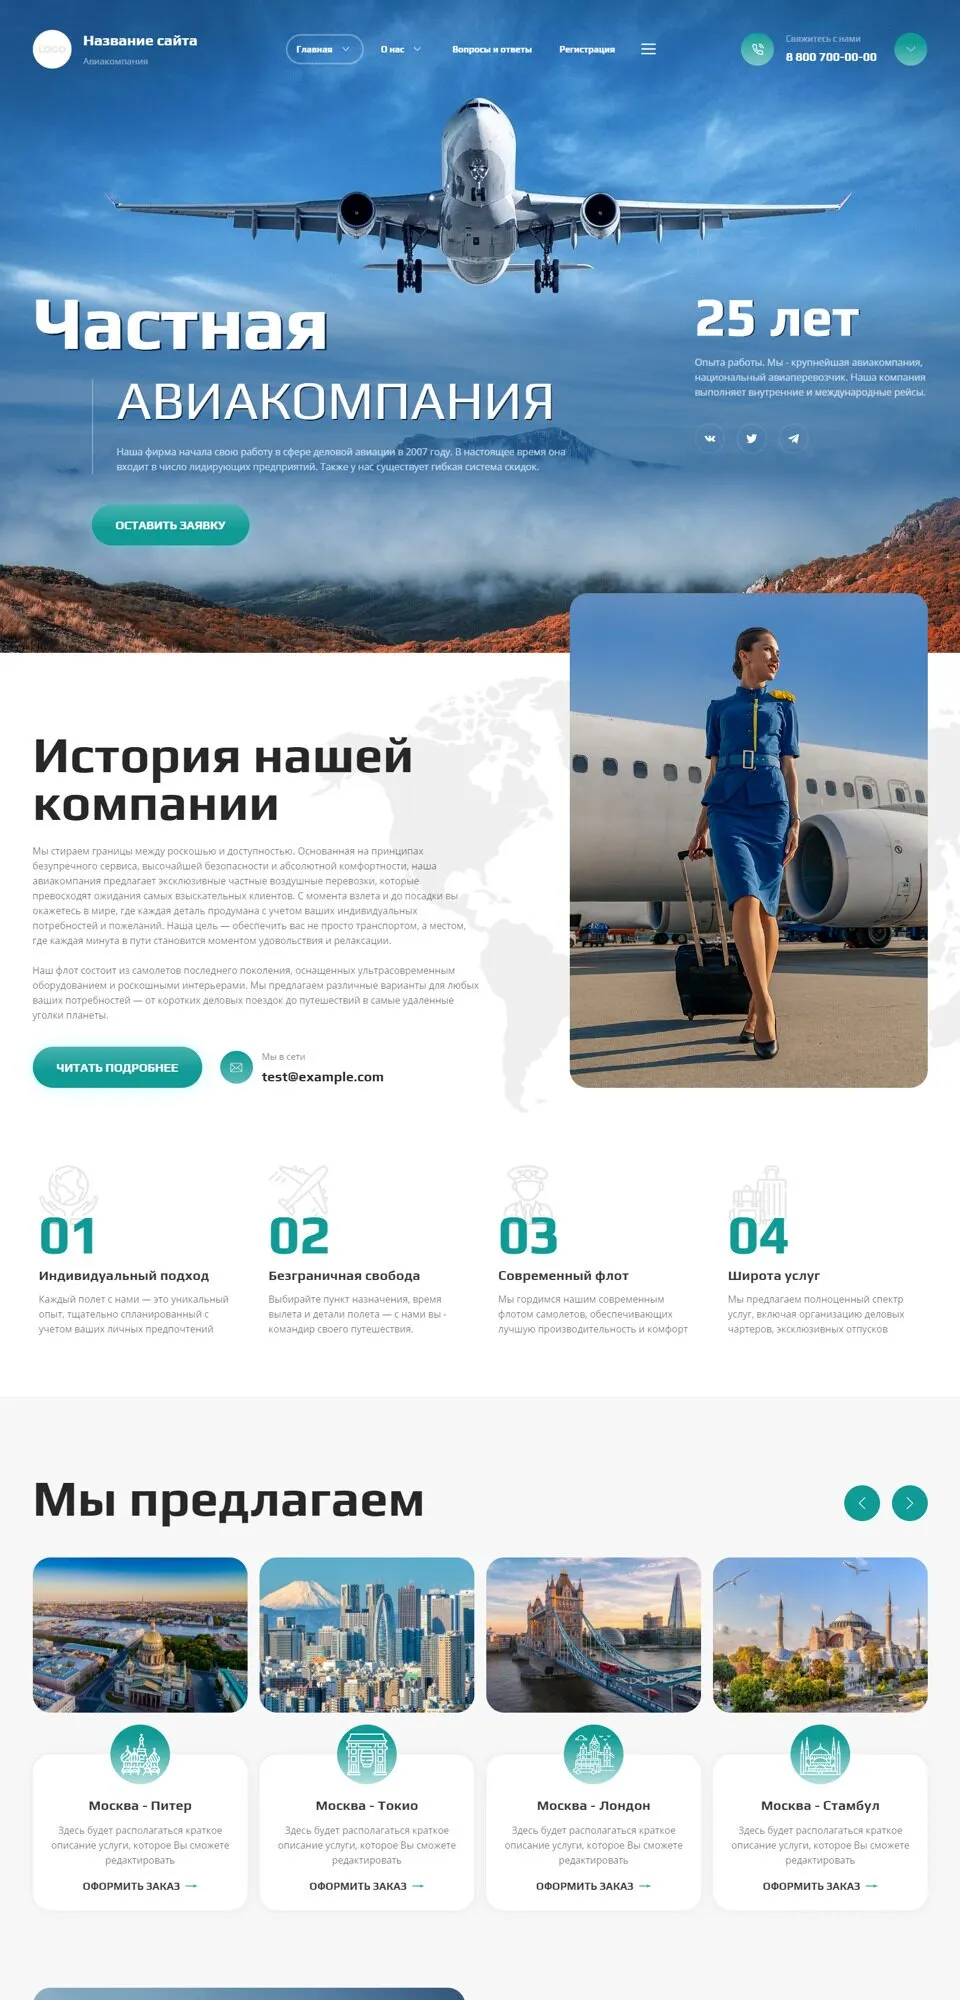 LOGO
Название сайта
Авиакомпания
Главная
О нас
Вопросы и ответы
Регистрация
Свяжитесь с нами
8 800 700-00-00
Частная
АВИАКОМПАНИЯ
Наша фирма начала свою работу в сфере деловой авиации в 2007 году. В настоящее время она
входит в число лидирующих предприятий. Также у нас существует гибкая система скидок.
ОСТАВИТЬ ЗАЯВКУ
25 лет
Опыта работы. Мы - крупнейшая авиакомпания,
национальный авиаперевозчик. Наша компания
выполняет внутренние и международные рейсы.
История нашей
компании
Мы стираем границы между роскошью и доступностью. Основанная на принципах
безупречного сервиса, высочайшей безопасности и абсолютной комфортности, наша
авиакомпания предлагает эксклюзивные частные воздушные перевозки, которые
превосходят ожидания самых взыскательных клиентов. С момента взлета и до посадки вы
окажетесь в мире, где каждая деталь продумана с учетом ваших индивидуальных
потребностей и пожеланий. Наша цель — обеспечить вас не просто транспортом, а местом,
где каждая минута в пути становится моментом удовольствия и релаксации.
Наш флот состоит из самолетов последнего поколения, оснащенных ультрасовременным
оборудованием и роскошными интерьерами. Мы предлагаем различные варианты для любых
ваших потребностей — от коротких деловых поездок до путешествий в самые удаленные
уголки планеты.
ЧИТАТЬ ПОДРОБНЕЕ
Мы в сети
test@example.com
01
Индивидуальный подход
Каждый полет с нами — это уникальный
опыт, тщательно спланированный с
учетом ваших личных предпочтений
02
Безграничная свобода
Выбирайте пункт назначения, время
вылета и детали полета — с нами вы -
командир своего путешествия.
03
Современный флот
Мы гордимся нашим современным
флотом самолетов, обеспечивающих
лучшую производительность и комфорт
04
Широта услуг
Мы предлагаем полноценный спектр
услуг, включая организацию деловых
чартеров, эксклюзивных отпусков
Мы предлагаем
Москва - Питер
Здесь будет располагаться краткое
описание услуги, которое Вы сможете
редактировать
ОФОРМИТЬ ЗАКАЗ
Москва - Токио
Здесь будет располагаться краткое
описание услуги, которое Вы сможете
редактировать
ОФОРМИТЬ ЗАКАЗ
Москва - Лондон
Здесь будет располагаться краткое
описание услуги, которое Вы сможете
редактировать
ОФОРМИТЬ ЗАКАЗ
Москва - Стамбул
Здесь будет располагаться краткое
описание услуги, которое Вы сможете
редактировать
ОФОРМИТЬ ЗАКАЗ